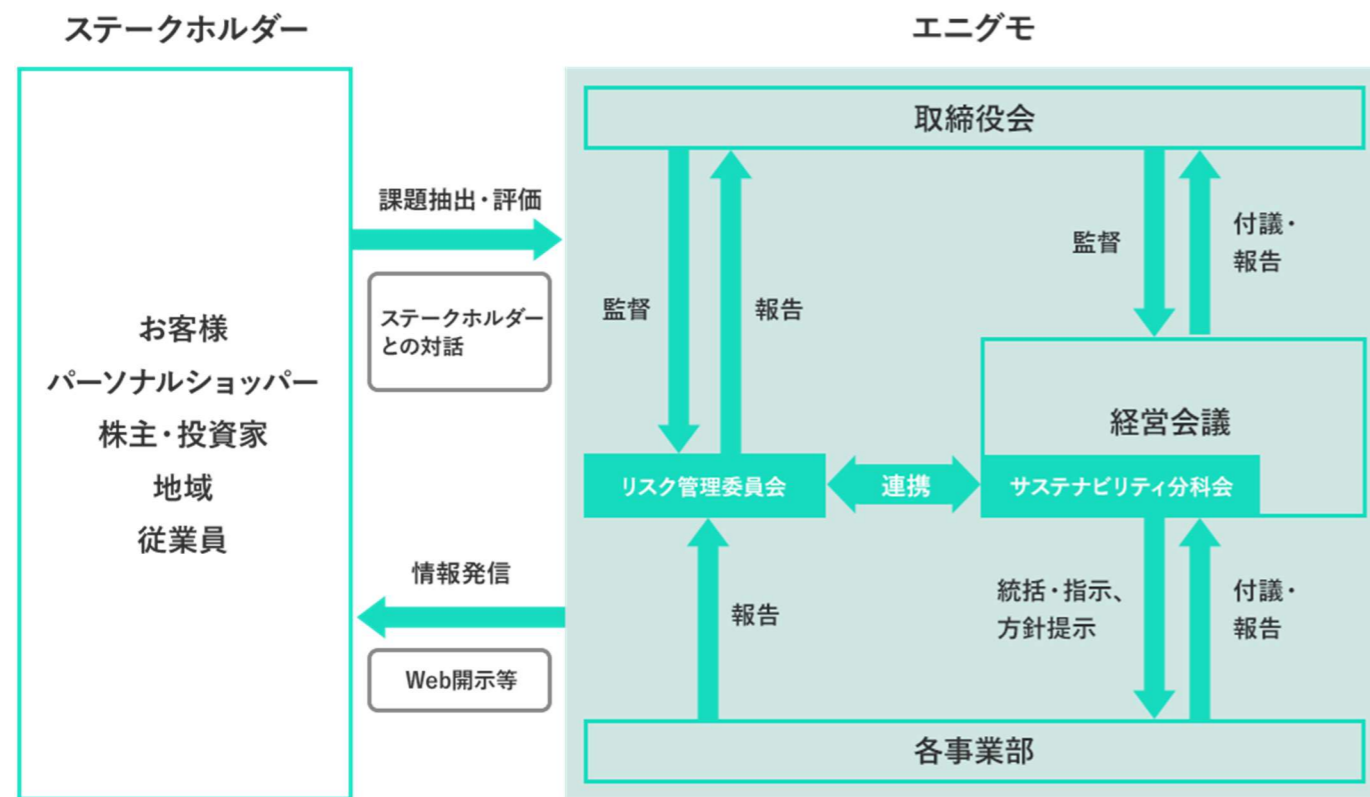 ステークホルダー
エニグモ
お客様
パーソナルショッパー
株主・投資家
地域
従業員
課題抽出・評価
ステークホルダー
との対話
情報発信
Web開示等
取締役会
監督
報告
監督
付議・
報告
経営会議
リスク管理委員会
連携
サステナビリティ分科会
報告
統括・指示、
方針提示
付議・
報告
各事業部